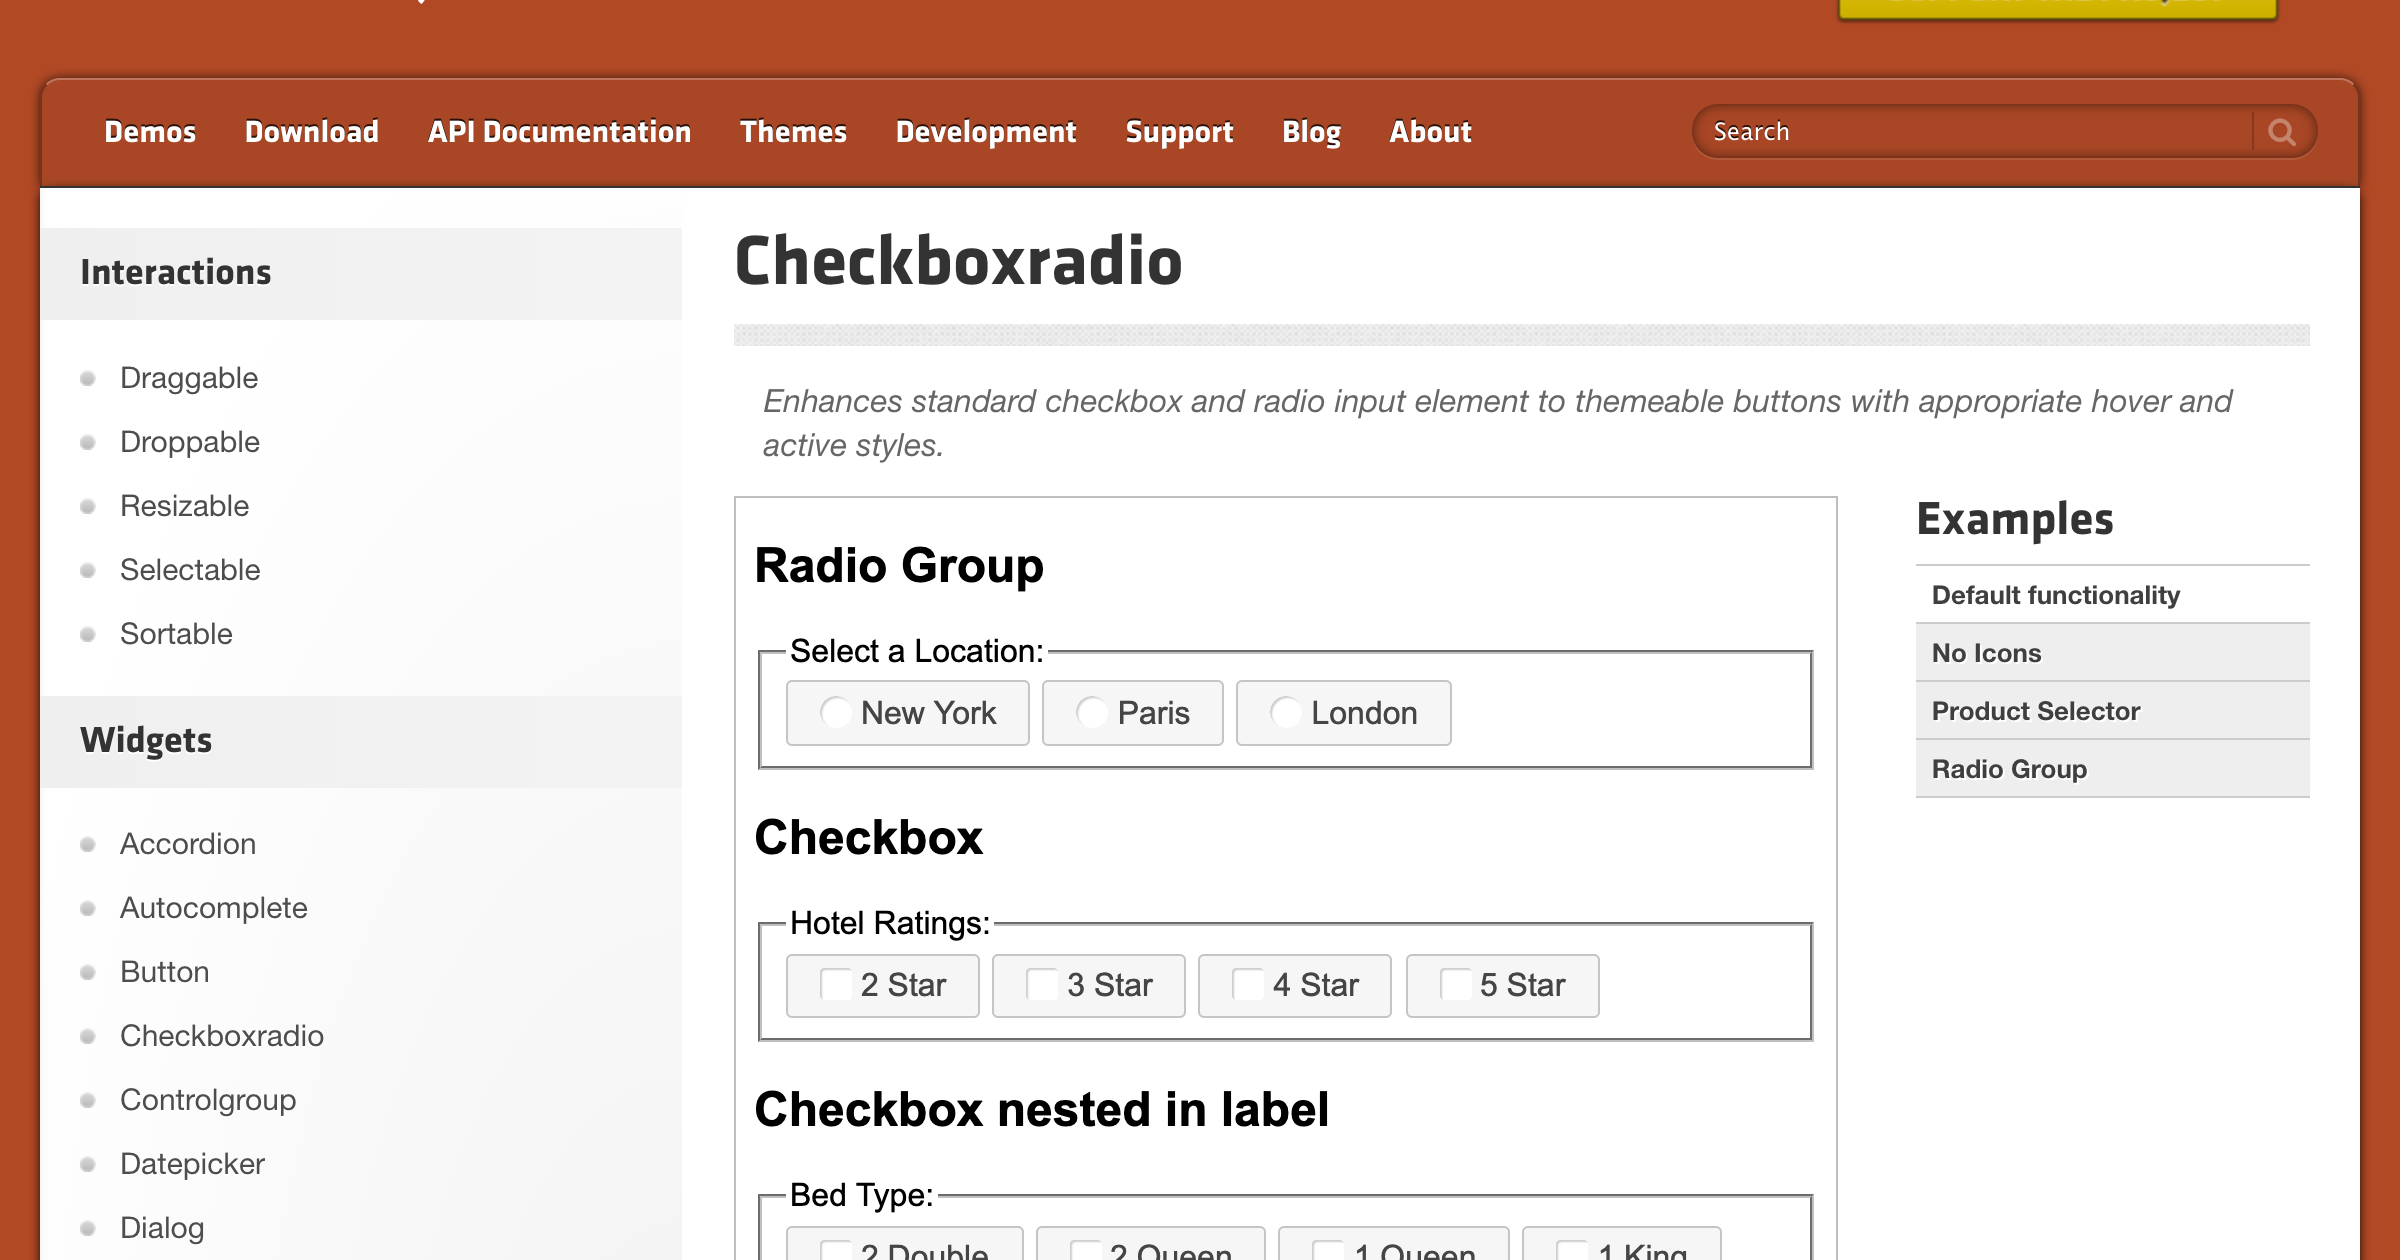 Demos Download API Documentation Themes Development Support Blog About Search
Interactions
Draggable
Droppable
Resizable
Selectable
Sortable
Widgets
Accordion
Autocomplete
Button
Checkboxradio
Controlgroup
Datepicker
Dialog
Checkboxradio
Enhances standard checkbox and radio input element to themeable buttons with appropriate hover and
active styles.
Radio Group
Select a Location:
New York Paris London
Checkbox
Hotel Ratings:
2 Star 3 Star 4 Star 5 Star
Checkbox nested in label
Bed Type:
2 Double 2 Queen 1 Queen 1 King
Examples
Default functionality
No Icons
Product Selector
Radio Group